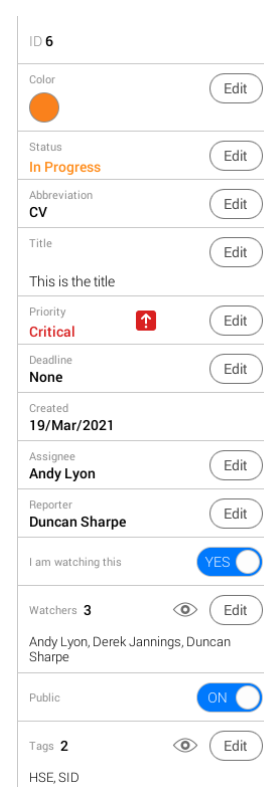 ID 6
Color
Edit
Status
In Progress
Edit
Abbreviation
CV
Edit
Title
Edit
This is the title
Priority
Critical
Edit
Deadline
None
Edit
Created
19/Mar/2021
Assignee
Andy Lyon
Edit
Reporter
Duncan Sharpe
Edit
I am watching this
YES
Watchers 3
Edit
Andy Lyon, Derek Jannings, Duncan
Sharpe
Public
ON
Tags 2
Edit
HSE, SID